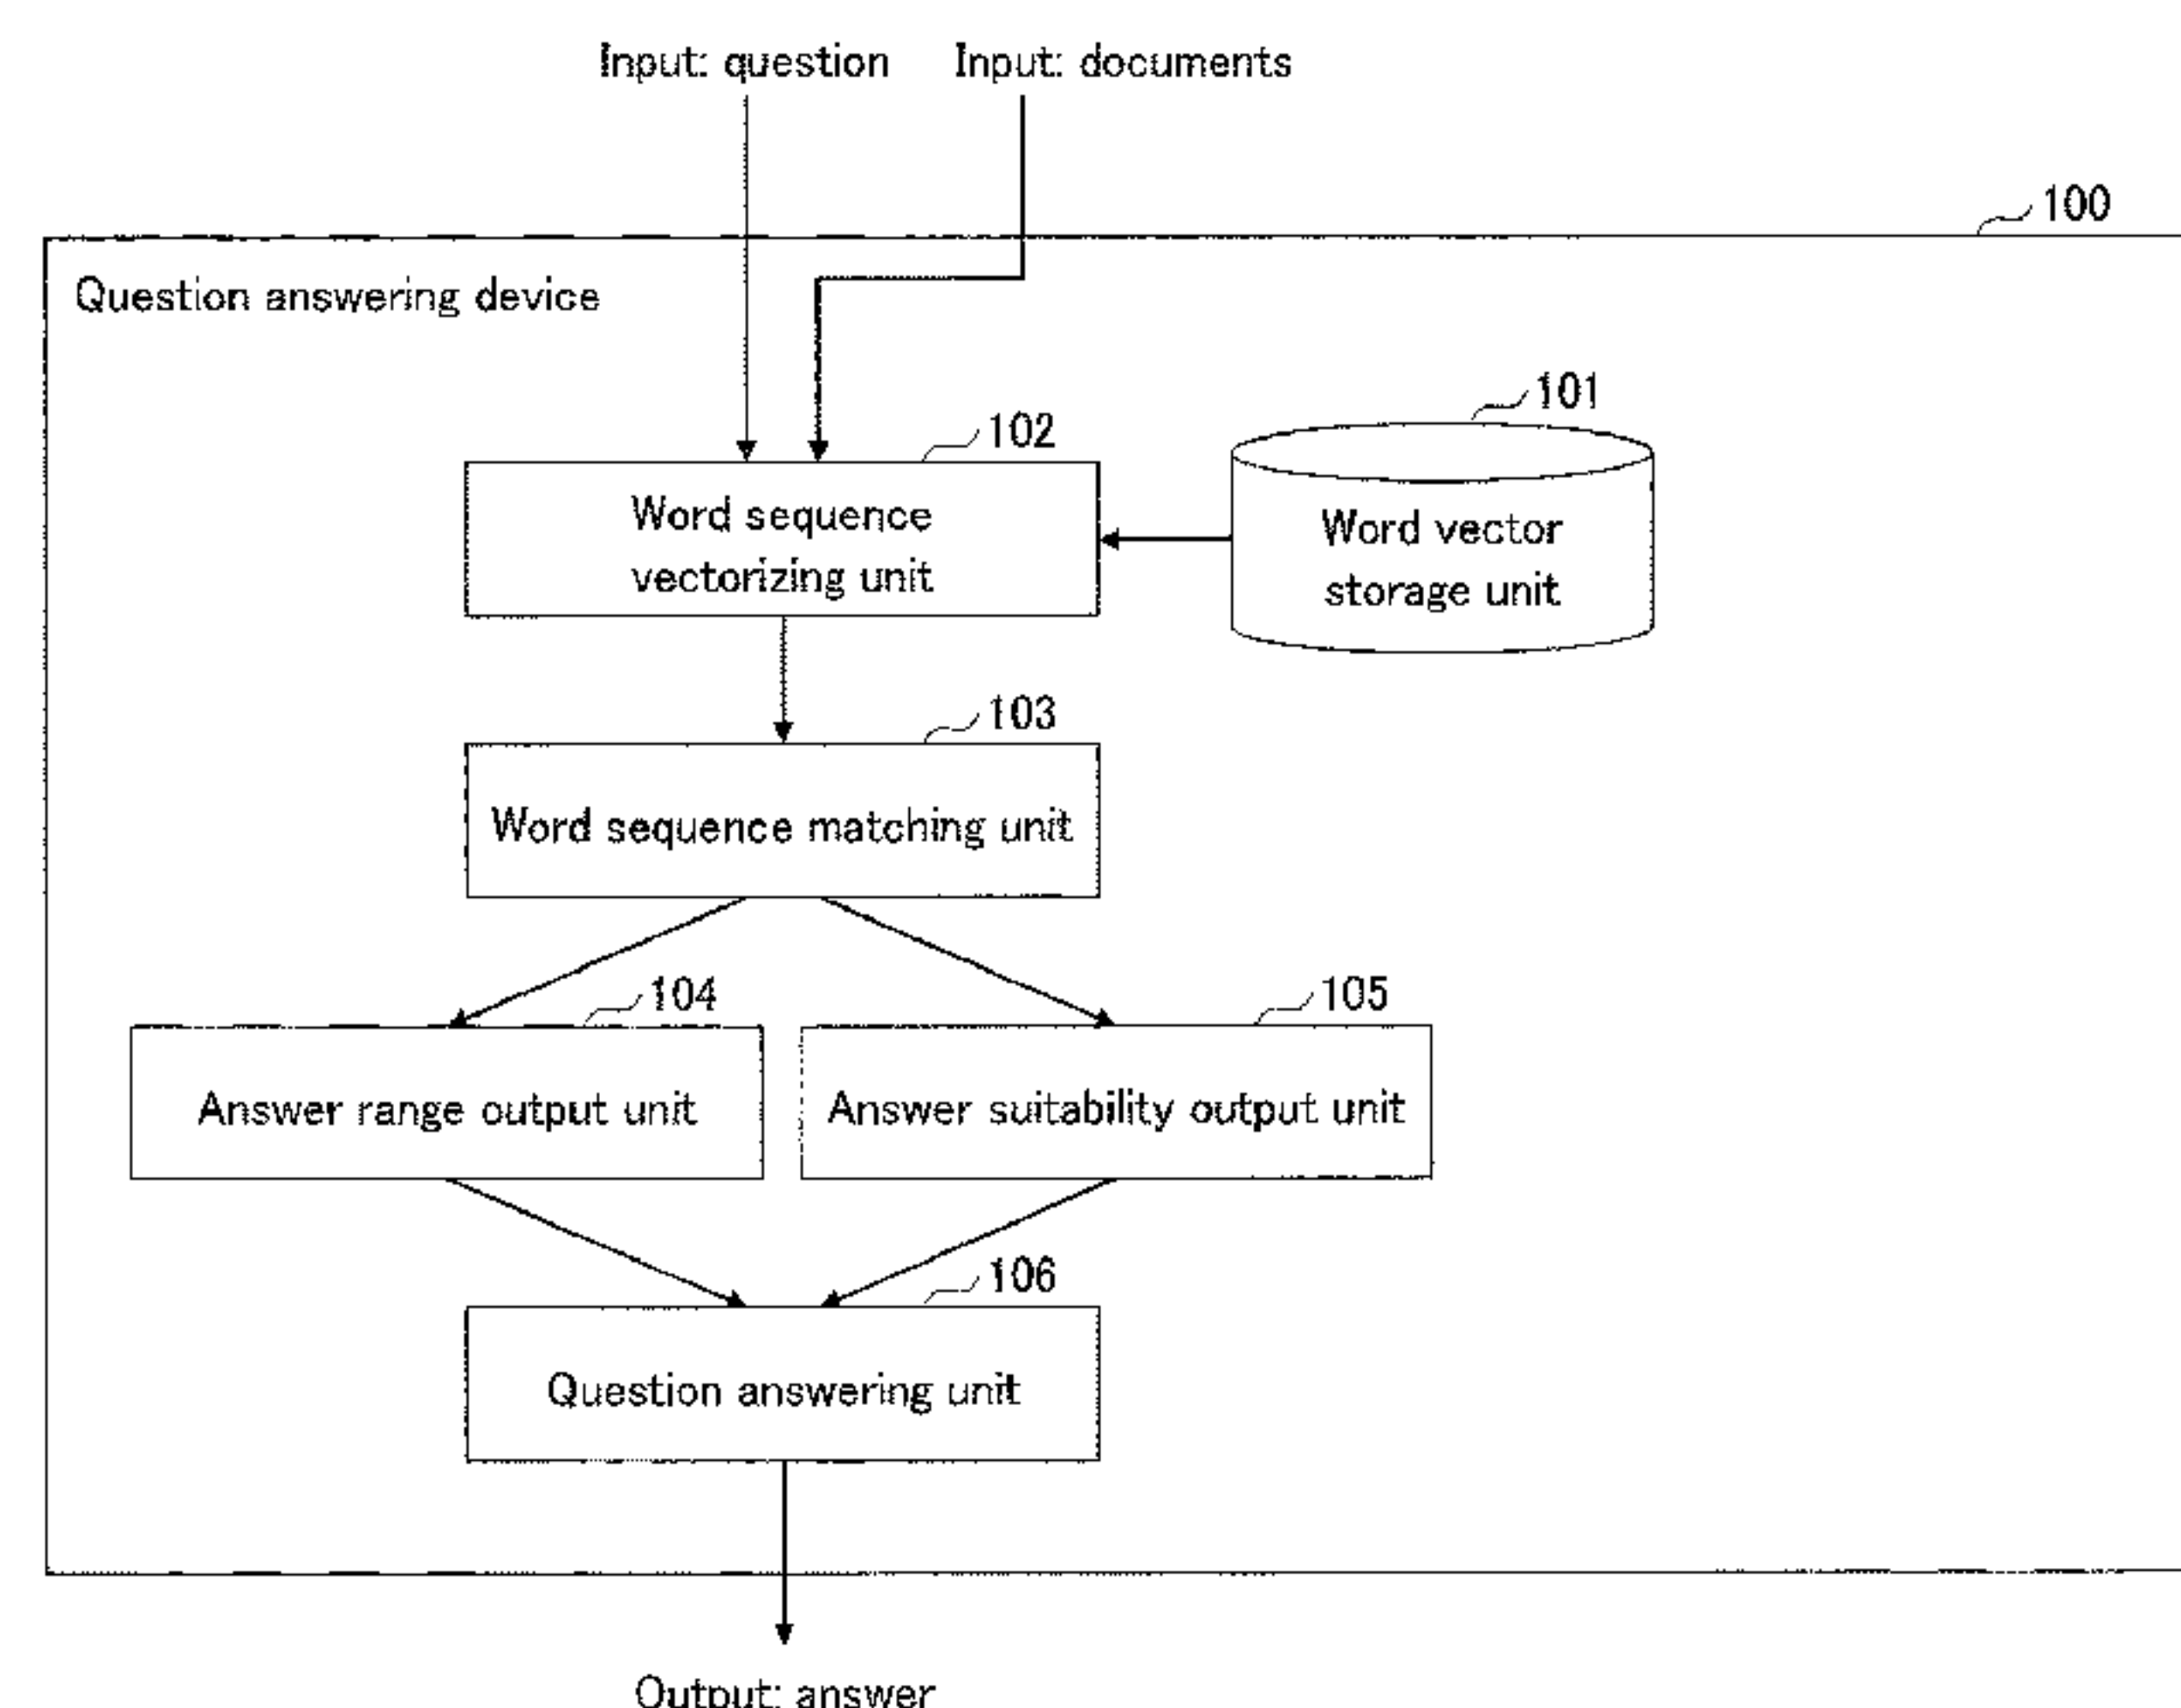 Input: question
Input: documents
100
Question answering device
101
102
Word sequence
vectorizing unit
Word vector
storage unit
103
Word sequence matching unit
104
105
Answer range output unit
Answer suitability output unit
106
Question answering unit
Output: answer